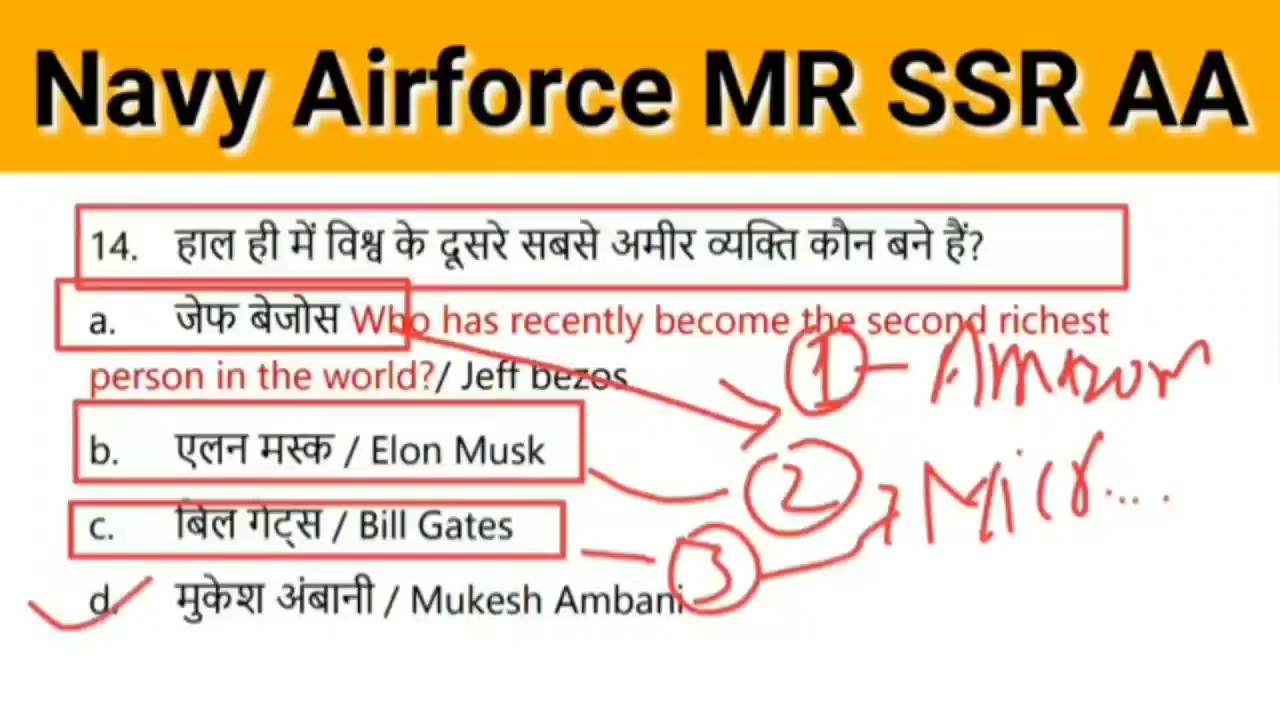 Navy Airforce MR SSR AA
14. हाल ही में विश्व के दूसरे सबसे अमीर व्यक्ति कौन बने हैं?
a. जेफ बेजोस Who has recently become the second richest
person in the world?/ Jeff bezos
1 - Amazon
b. एलन मस्क / Elon Musk
2
Micr....
c. बिल गेट्स / Bill Gates
3
d. मुकेश अंबानी / Mukesh Ambani